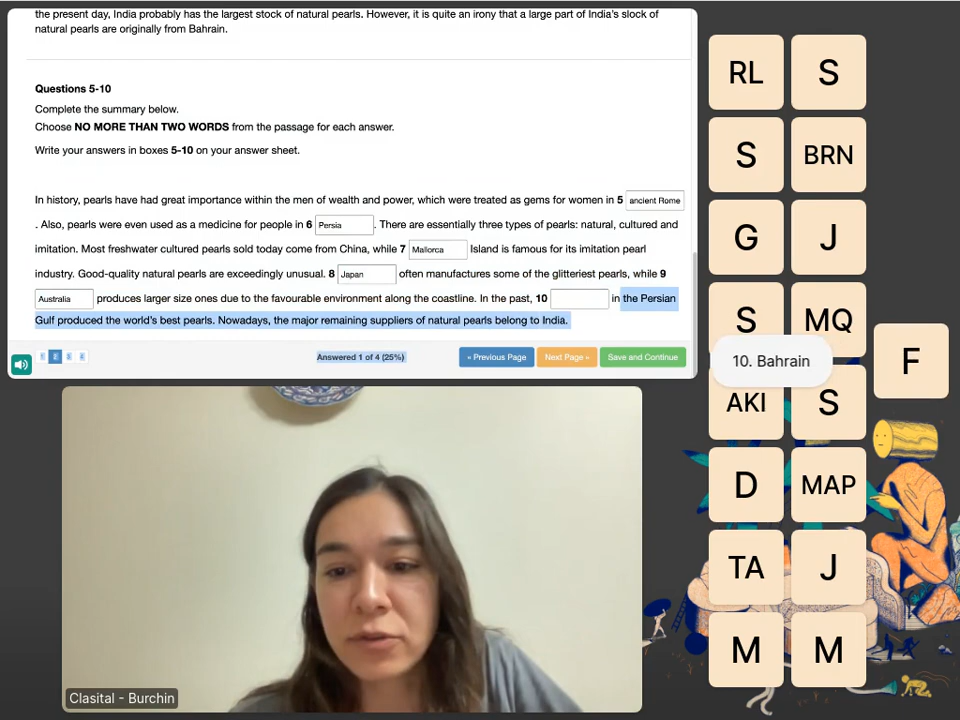 the present day, India probably has the largest stock of natural pearls. However, it is quite an irony that a large part of India's slock of
natural pearls are originally from Bahrain.
Questions 5-10
Complete the summary below.
Choose NO MORE THAN TWO WORDS from the passage for each answer.
Write your answers in boxes 5-10 on your answer sheet.
In history, pearls have had great importance within the men of wealth and power, which were treated as gems for women in 5 ancient Rome
. Also, pearls were even used as a medicine for people in 6 Persia . There are essentially three types of pearls: natural, cultured and
imitation. Most freshwater cultured pearls sold today come from China, while 7 Mallorca Island is famous for its imitation pearl
industry. Good-quality natural pearls are exceedingly unusual. 8 Japan often manufactures some of the glitteriest pearls, while 9
Australia produces larger size ones due to the favourable environment along the coastline. In the past, 10 in the Persian
Gulf produced the world's best pearls. Nowadays, the major remaining suppliers of natural pearls belong to India.
1 2 3 4
Answered 1 of 4 (25%)
« Previous Page
Next Page »
Save and Continue
Clasital - Burchin
RL S
S BRN
G J
S MQ
10. Bahrain
F
AKI S
D MAP
TA J
M M